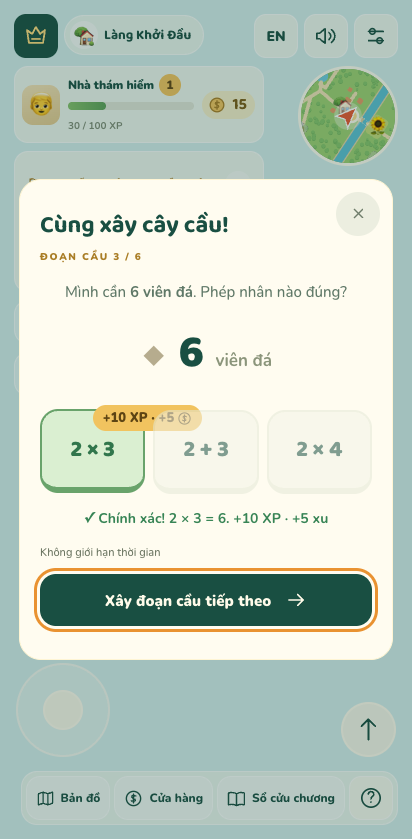 Làng Khởi Đầu
EN
Nhà thám hiểm 1
15
30 / 100 XP
Cùng xây cây cầu!
×
ĐOẠN CẦU 3 / 6
Mình cần 6 viên đá. Phép nhân nào đúng?
6 viên đá
+10 XP · +5
2 × 3
2 + 3
2 × 4
✓ Chính xác! 2 × 3 = 6. +10 XP · +5 xu
Không giới hạn thời gian
Xây đoạn cầu tiếp theo →
Bản đồ
Cửa hàng
Sổ cửu chương
?